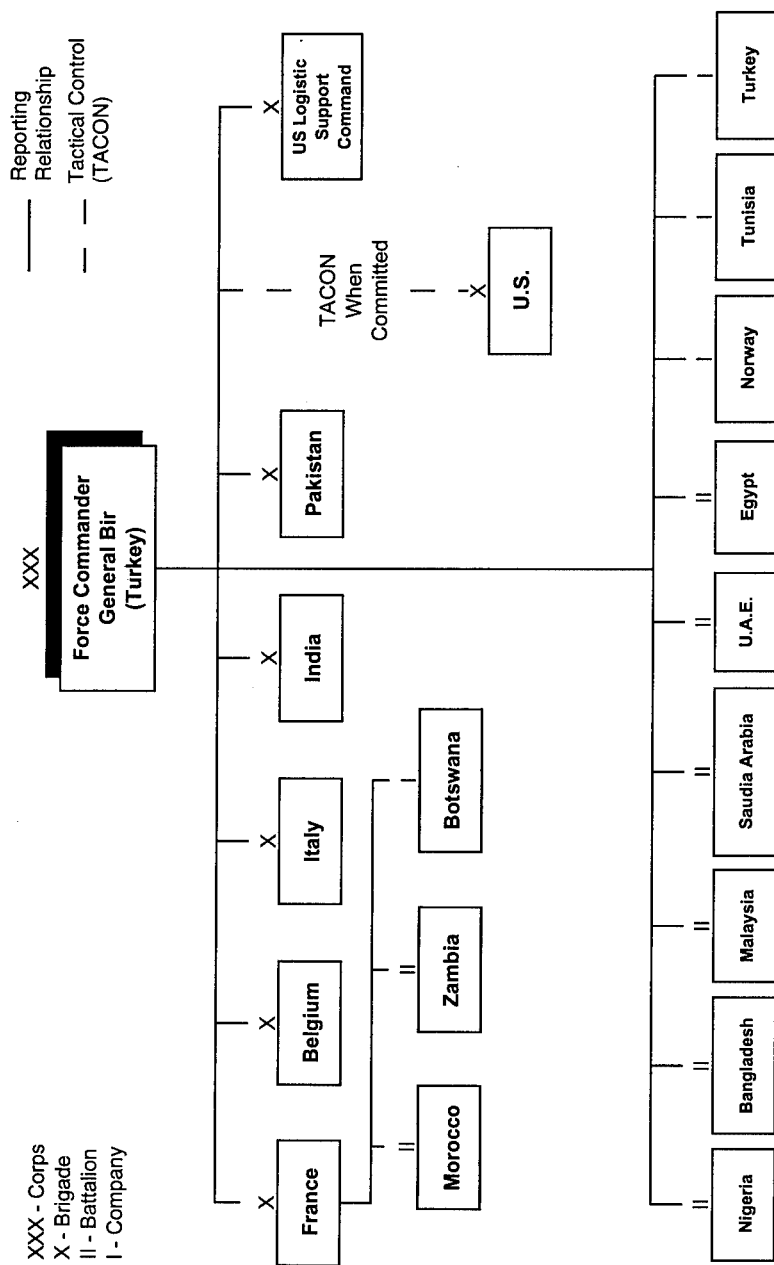 XXX - Corps
X - Brigade
II - Battalion
I - Company
Reporting
Relationship
Tactical Control
(TACON)
XXX
Force Commander
General Bir
(Turkey)
X
X
X
X
X
X
France
Belgium
Italy
India
Pakistan
US Logistic
Support
Command
TACON
When
Committed
X
U.S.
II
II
I
Morocco
Zambia
Botswana
II
II
II
II
II
II
I
I
I
Nigeria
Bangladesh
Malaysia
Saudia Arabia
U.A.E.
Egypt
Norway
Tunisia
Turkey